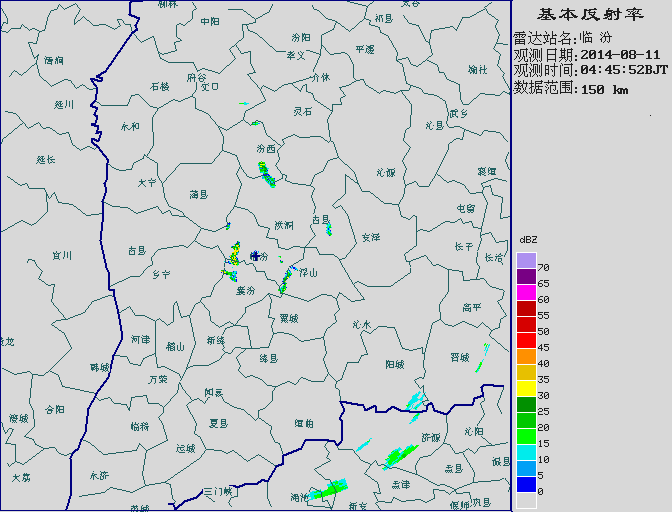 基本反射率
雷达站名:临 汾
观测日期:2014-08-11
观测时间:04:45:52BJT
数据范围:150 km
dBZ
70
65
60
55
50
45
40
35
30
25
20
15
10
5
0
柳林
中阳
汾阳
孝义
祁县
平遥
介休
榆社
清涧
石楼
交口
灵石
武乡
沁县
延川
永和
汾西
延长
大宁
蒲县
沁源
襄垣
屯留
洪洞
古县
安泽
长子
长治
宜川
吉县
乡宁
临汾
浮山
襄汾
翼城
沁水
高平
河津
稷山
新绛
绛县
阳城
晋城
韩城
万荣
闻喜
合阳
澄城
临猗
夏县
垣曲
济源
沁阳
运城
孟县
温县
大荔
永济
三门峡
渑池
孟津
芮城
新安
偃师
巩县